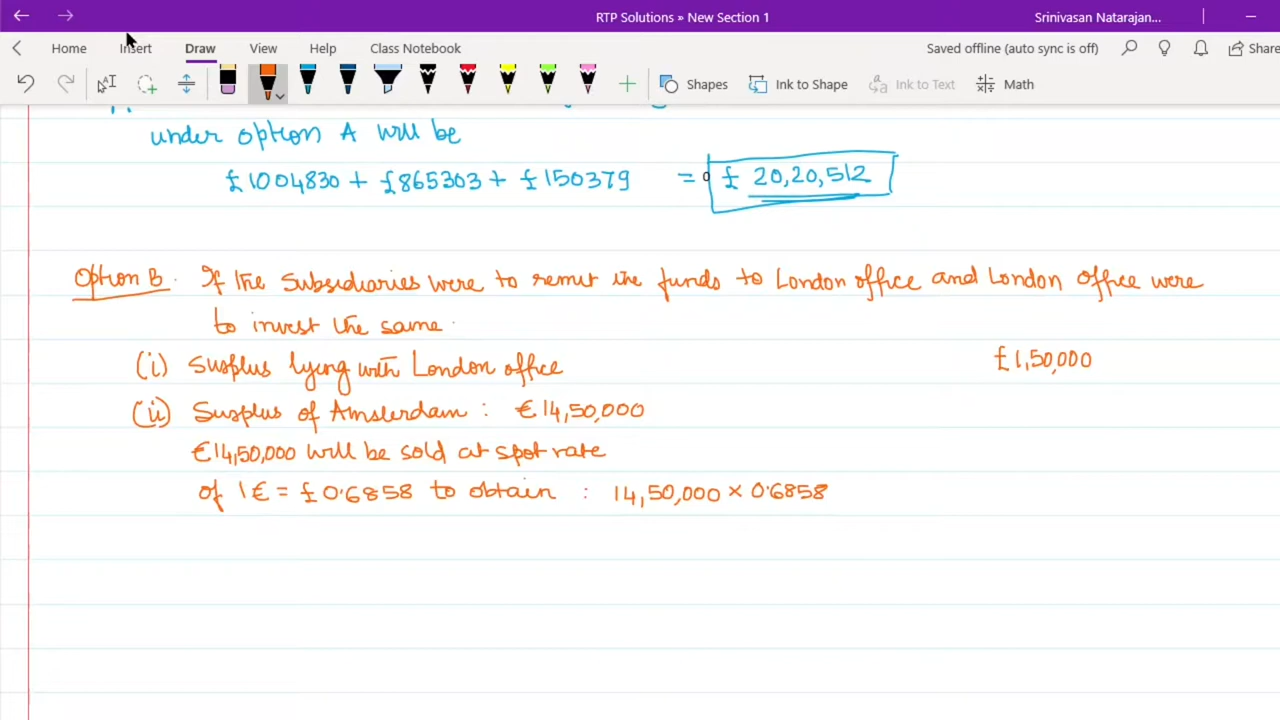 RTP Solutions » New Section 1
Srinivasan Natarajan...
Home Insert Draw View Help Class Notebook
Saved offline (auto sync is off)
Share
Shapes Ink to Shape Ink to Text Math
under option A will be
£1004830 + £865303 + £150379 = £ 20,20,512
Option B. If the Subsidiaries were to remit the funds to London office and London office were
to invest the same.
(i) Surplus lying with London office £1,50,000
(ii) Surplus of Amsterdam : €14,50,000
€14,50,000 will be sold at spot rate
of 1€ = £0.6858 to obtain : 14,50,000 × 0.6858